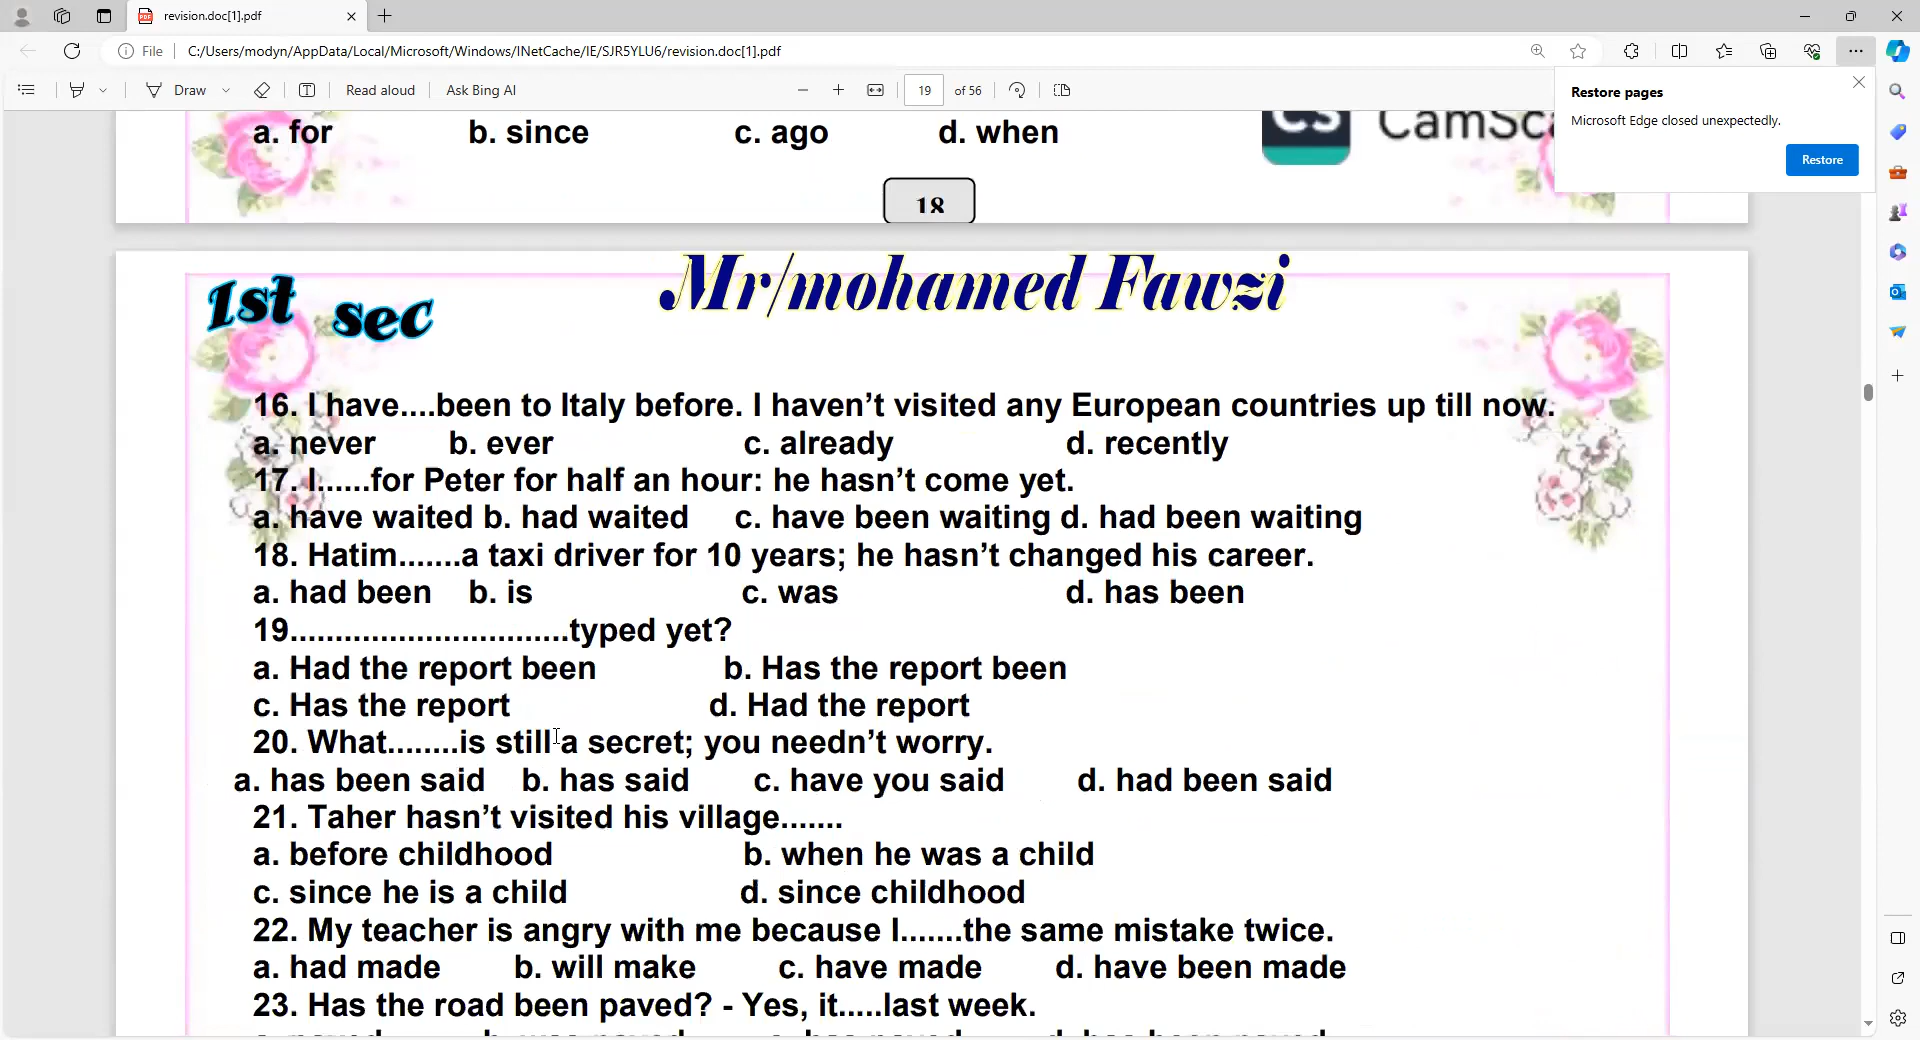 revision.doc[1].pdf
File
C:/Users/modyn/AppData/Local/Microsoft/Windows/INetCache/IE/SJR5YLU6/revision.doc[1].pdf
Draw
Read aloud
Ask Bing AI
19 of 56
Restore pages
Microsoft Edge closed unexpectedly.
Restore
a. for b. since c. ago d. when
CS
18
1st sec
Mr/mohamed Fawzi
16. I have....been to Italy before. I haven't visited any European countries up till now.
a. never b. ever c. already d. recently
17. I......for Peter for half an hour: he hasn't come yet.
a. have waited b. had waited c. have been waiting d. had been waiting
18. Hatim.......a taxi driver for 10 years; he hasn't changed his career.
a. had been b. is c. was d. has been
19...............................typed yet?
a. Had the report been b. Has the report been
c. Has the report d. Had the report
20. What........is still a secret; you needn't worry.
a. has been said b. has said c. have you said d. had been said
21. Taher hasn't visited his village.......
a. before childhood b. when he was a child
c. since he is a child d. since childhood
22. My teacher is angry with me because I.......the same mistake twice.
a. had made b. will make c. have made d. have been made
23. Has the road been paved? - Yes, it.....last week.